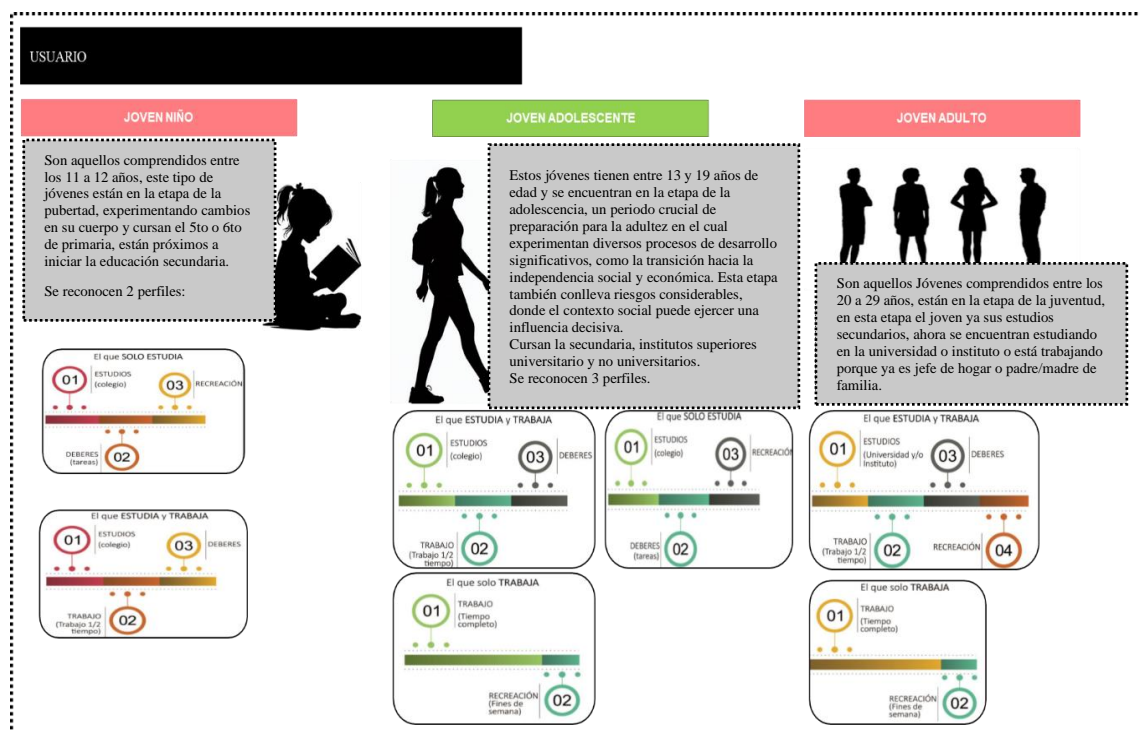 USUARIO
JOVEN NIÑO
Son aquellos comprendidos entre
los 11 a 12 años, este tipo de
jóvenes están en la etapa de la
pubertad, experimentando cambios
en su cuerpo y cursan el 5to o 6to
de primaria, están próximos a
iniciar la educación secundaria.
Se reconocen 2 perfiles:
El que SOLO ESTUDIA
01
ESTUDIOS
(colegio)
03
RECREACIÓN
DEBERES
(tareas)
02
El que ESTUDIA y TRABAJA
01
ESTUDIOS
(colegio)
03
DEBERES
TRABAJO
(Trabajo 1/2
tiempo)
02
JOVEN ADOLESCENTE
Estos jóvenes tienen entre 13 y 19 años de
edad y se encuentran en la etapa de la
adolescencia, un periodo crucial de
preparación para la adultez en el cual
experimentan diversos procesos de desarrollo
significativos, como la transición hacia la
independencia social y económica. Esta etapa
también conlleva riesgos considerables,
donde el contexto social puede ejercer una
influencia decisiva.
Cursan la secundaria, institutos superiores
universitario y no universitarios.
Se reconocen 3 perfiles.
El que ESTUDIA y TRABAJA
01
ESTUDIOS
(colegio)
03
DEBERES
TRABAJO
(Trabajo 1/2
tiempo)
02
El que SOLO ESTUDIA
01
ESTUDIOS
(colegio)
03
RECREACIÓN
DEBERES
(tareas)
02
El que solo TRABAJA
01
TRABAJO
(Tiempo
completo)
RECREACIÓN
(Fines de
semana)
02
JOVEN ADULTO
Son aquellos Jóvenes comprendidos entre los
20 a 29 años, están en la etapa de la juventud,
en esta etapa el joven ya sus estudios
secundarios, ahora se encuentran estudiando
en la universidad o instituto o está trabajando
porque ya es jefe de hogar o padre/madre de
familia.
El que ESTUDIA y TRABAJA
01
ESTUDIOS
(Universidad y/o
Instituto)
03
DEBERES
TRABAJO
(Trabajo 1/2
tiempo)
02
RECREACIÓN
04
El que solo TRABAJA
01
TRABAJO
(Tiempo
completo)
RECREACIÓN
(Fines de
semana)
02